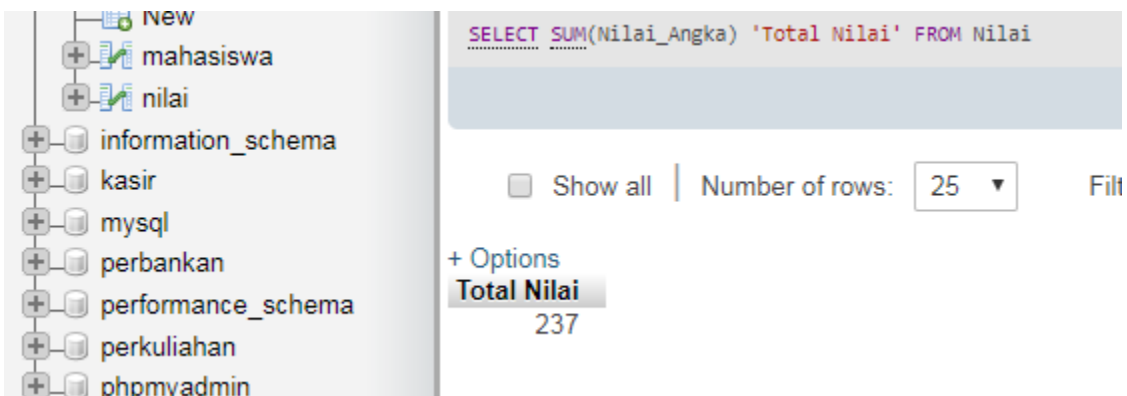 New
mahasiswa
nilai
information_schema
kasir
mysql
perbankan
performance_schema
perkuliahan
phpmyadmin
SELECT SUM(Nilai_Angka) 'Total Nilai' FROM Nilai
Show all | Number of rows: 25 Filt
+ Options
Total Nilai
237